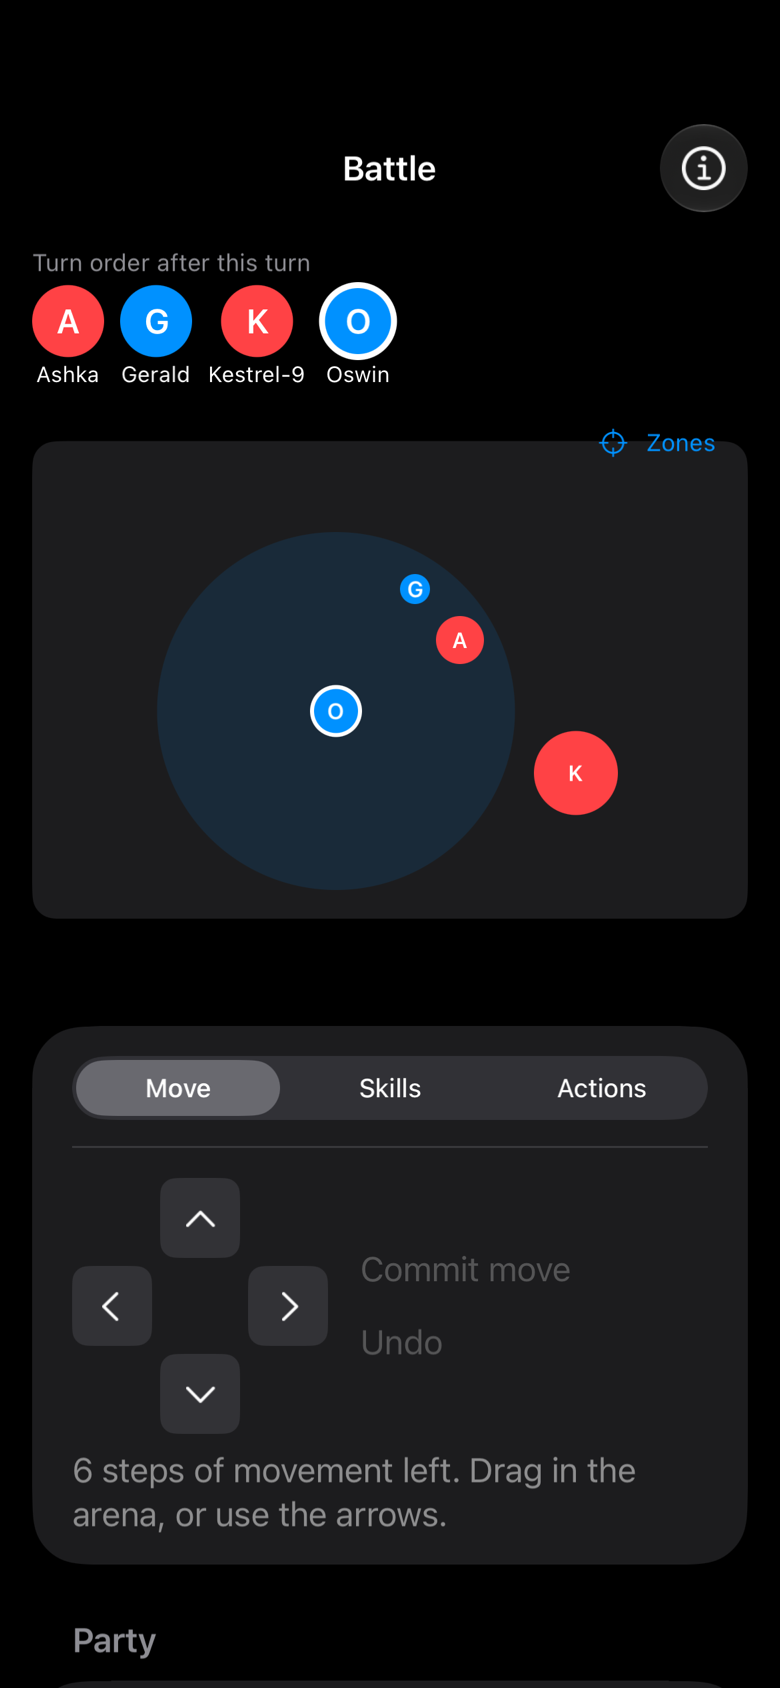 Battle
Turn order after this turn
A G K O
Ashka Gerald Kestrel-9 Oswin
Zones
G
A
O
K
Move Skills Actions
Commit move
Undo
6 steps of movement left. Drag in the
arena, or use the arrows.
Party